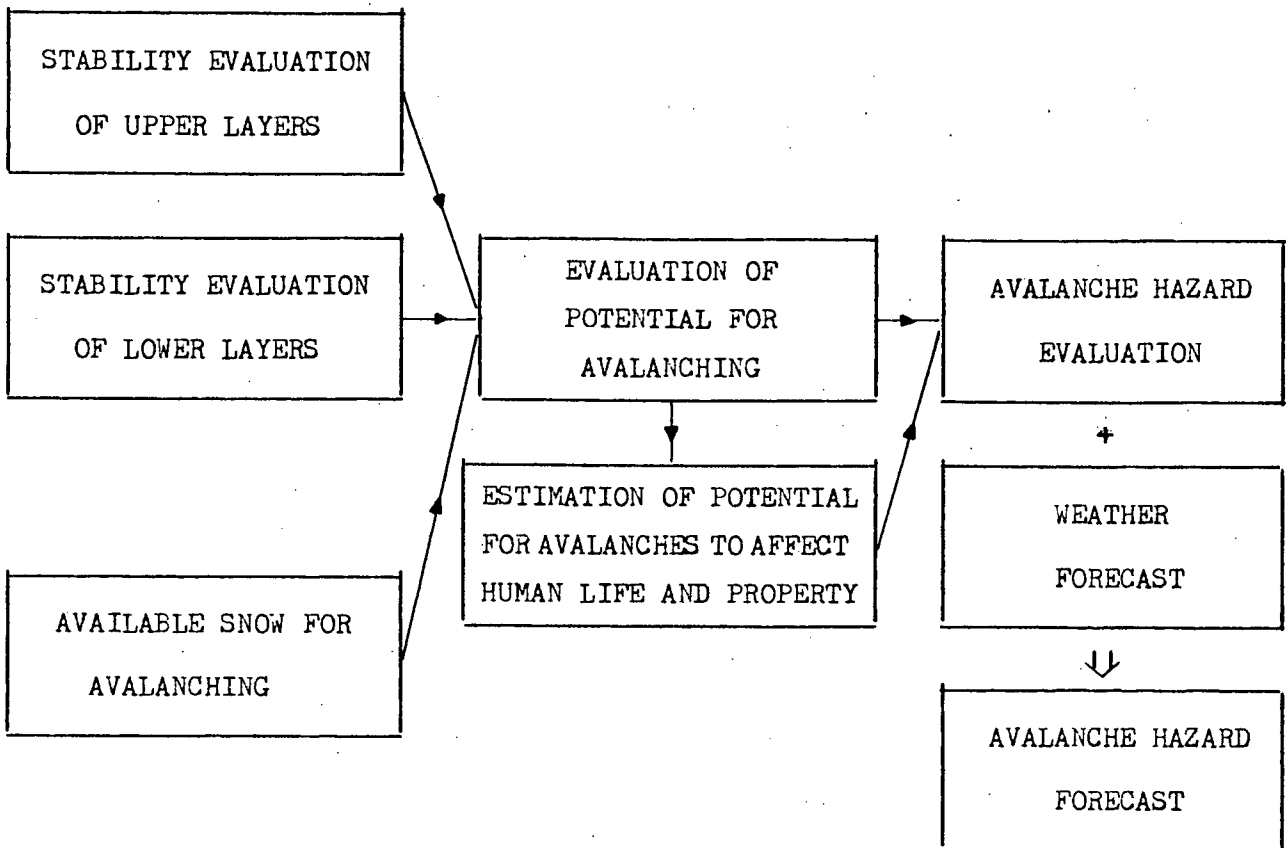 STABILITY EVALUATION
OF UPPER LAYERS
STABILITY EVALUATION
OF LOWER LAYERS
AVAILABLE SNOW FOR
AVALANCHING
EVALUATION OF
POTENTIAL FOR
AVALANCHING
ESTIMATION OF POTENTIAL
FOR AVALANCHES TO AFFECT
HUMAN LIFE AND PROPERTY
AVALANCHE HAZARD
EVALUATION
+
WEATHER
FORECAST
⇓
AVALANCHE HAZARD
FORECAST